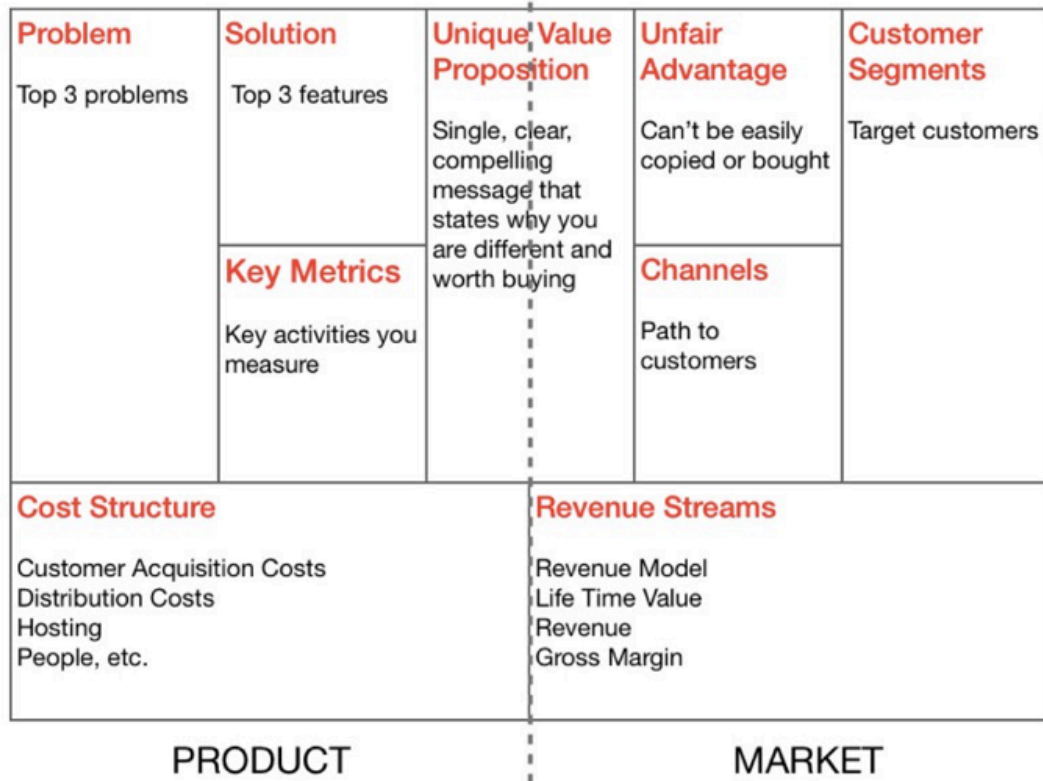 Problem
Top 3 problems
Solution
Top 3 features
Key Metrics
Key activities you
measure
Unique Value
Proposition
Single, clear,
compelling
message that
states why you
are different and
worth buying
Unfair
Advantage
Can't be easily
copied or bought
Channels
Path to
customers
Customer
Segments
Target customers
Cost Structure
Customer Acquisition Costs
Distribution Costs
Hosting
People, etc.
Revenue Streams
Revenue Model
Life Time Value
Revenue
Gross Margin
PRODUCT
MARKET